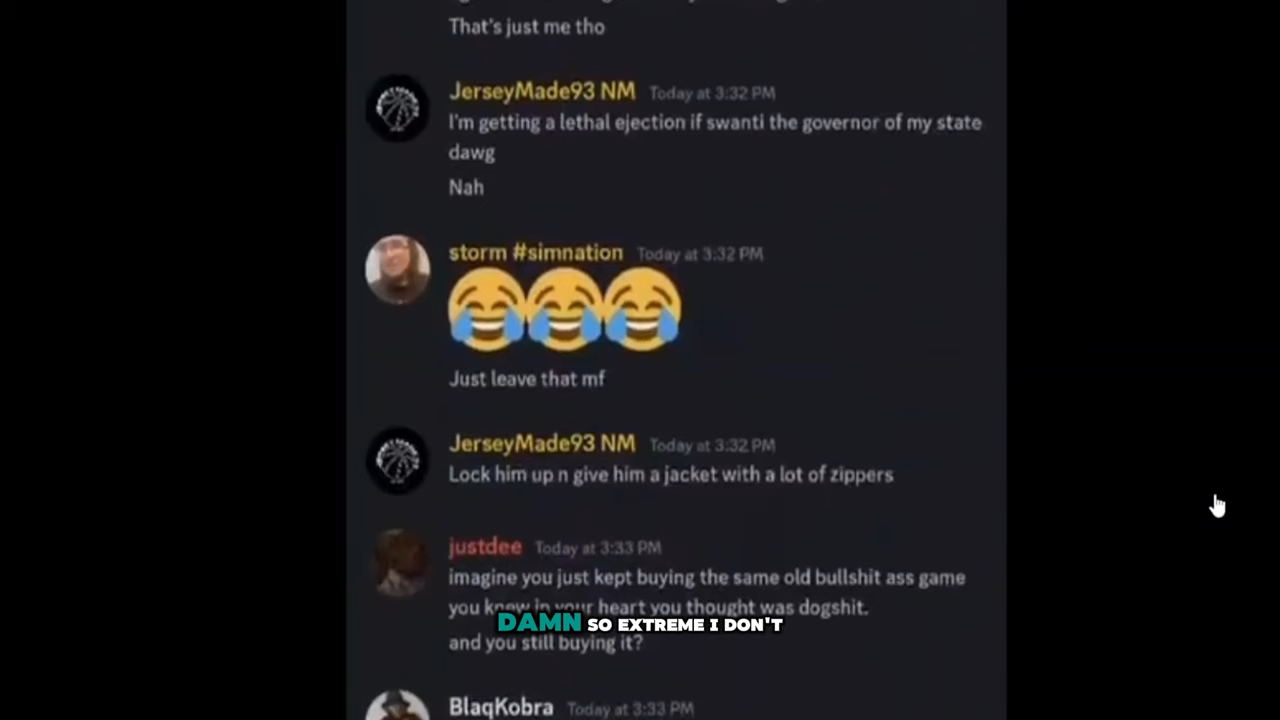 That's just me tho
JerseyMade93 NM Today at 3:32 PM
I'm getting a lethal ejection if swanti the governor of my state
dawg
Nah
storm #simnation Today at 3:32 PM
Just leave that mf
JerseyMade93 NM Today at 3:32 PM
Lock him up n give him a jacket with a lot of zippers
justdee Today at 3:33 PM
imagine you just kept buying the same old bullshit ass game
you knew in your heart you thought was dogshit.
DAMN SO EXTREME I DON'T
and you still buying it?
BlaqKobra Today at 3:33 PM